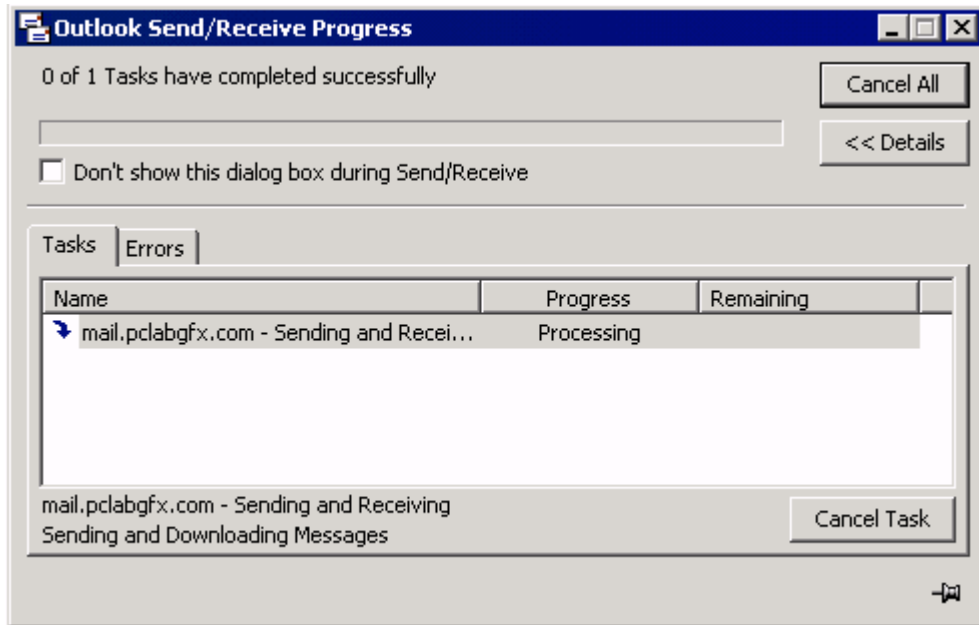 Outlook Send/Receive Progress
0 of 1 Tasks have completed successfully
Cancel All
<< Details
Don't show this dialog box during Send/Receive
Tasks Errors
Name Progress Remaining
mail.pclabgfx.com - Sending and Recei... Processing
mail.pclabgfx.com - Sending and Receiving
Sending and Downloading Messages
Cancel Task